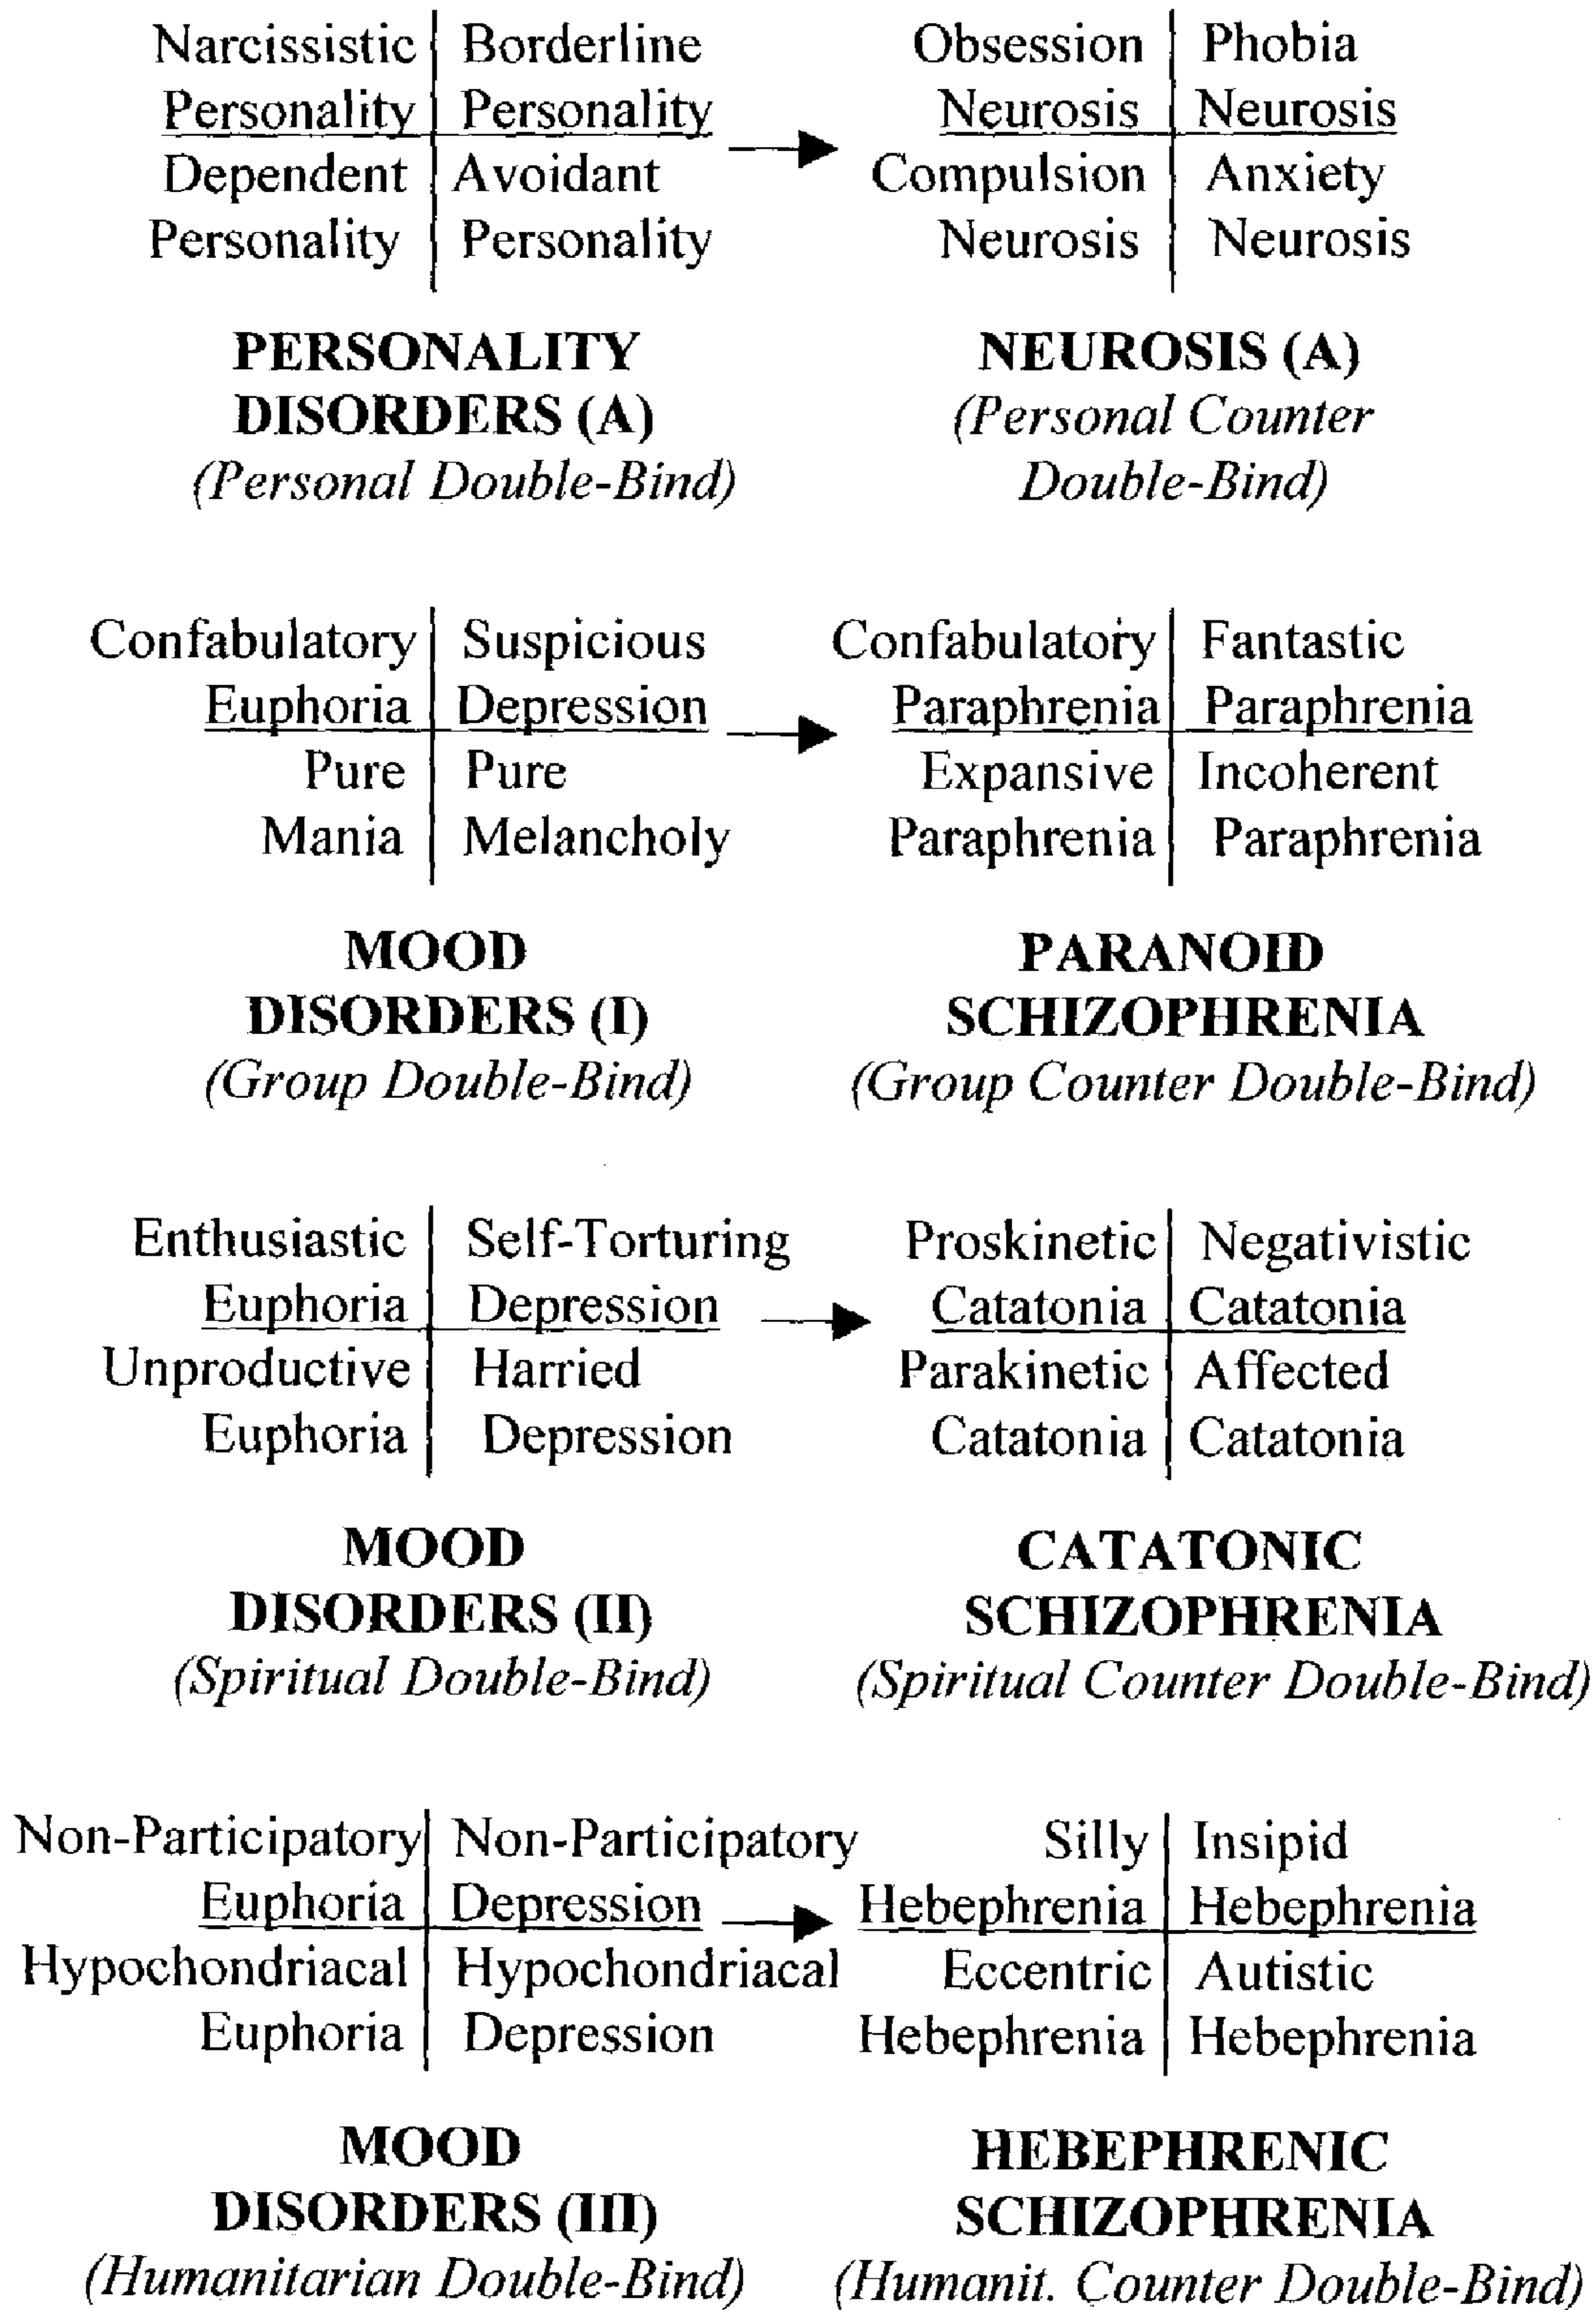 Narcissistic Borderline
Personality Personality
Dependent Avoidant
Personality Personality
Obsession Phobia
Neurosis Neurosis
Compulsion Anxiety
Neurosis Neurosis
PERSONALITY
DISORDERS (A)
(Personal Double-Bind)
NEUROSIS (A)
(Personal Counter
Double-Bind)
Confabulatory Suspicious
Euphoria Depression
Pure Pure
Mania Melancholy
Confabulatory Fantastic
Paraphrenia Paraphrenia
Expansive Incoherent
Paraphrenia Paraphrenia
MOOD
DISORDERS (I)
(Group Double-Bind)
PARANOID
SCHIZOPHRENIA
(Group Counter Double-Bind)
Enthusiastic Self-Torturing
Euphoria Depression
Unproductive Harried
Euphoria Depression
Proskinetic Negativistic
Catatonia Catatonia
Parakinetic Affected
Catatonia Catatonia
MOOD
DISORDERS (II)
(Spiritual Double-Bind)
CATATONIC
SCHIZOPHRENIA
(Spiritual Counter Double-Bind)
Non-Participatory Non-Participatory
Euphoria Depression
Hypochondriacal Hypochondriacal
Euphoria Depression
Silly Insipid
Hebephrenia Hebephrenia
Eccentric Autistic
Hebephrenia Hebephrenia
MOOD
DISORDERS (III)
(Humanitarian Double-Bind)
HEBEPHRENIC
SCHIZOPHRENIA
(Humanit. Counter Double-Bind)